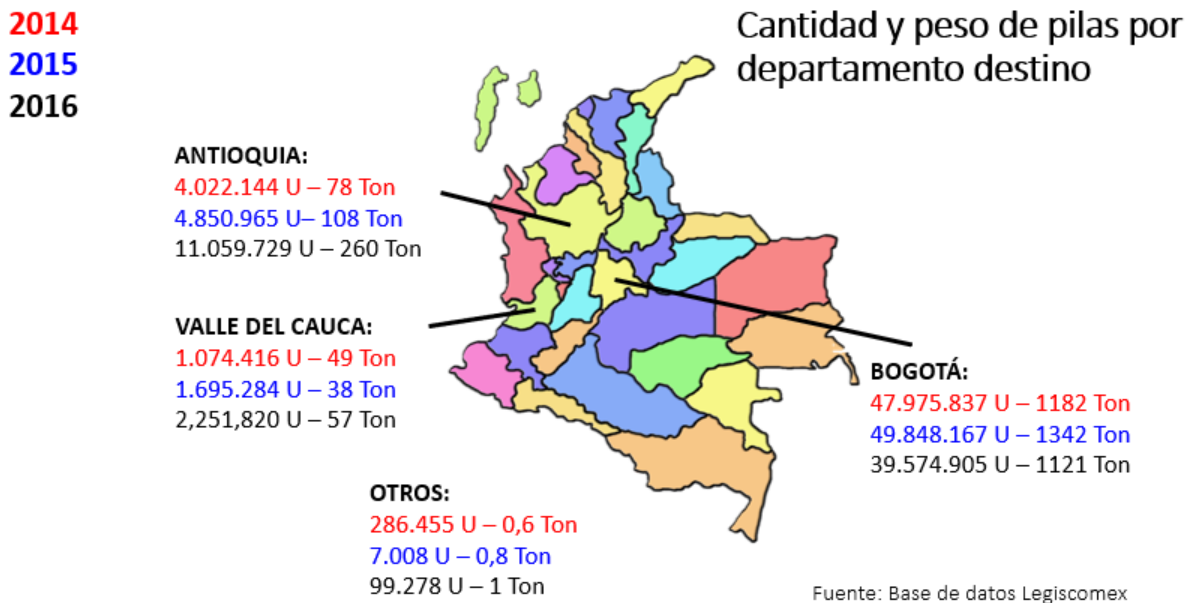 2014
2015
2016
Cantidad y peso de pilas por
departamento destino
ANTIOQUIA:
4.022.144 U – 78 Ton
4.850.965 U– 108 Ton
11.059.729 U – 260 Ton
VALLE DEL CAUCA:
1.074.416 U – 49 Ton
1.695.284 U – 38 Ton
2,251,820 U – 57 Ton
BOGOTÁ:
47.975.837 U – 1182 Ton
49.848.167 U – 1342 Ton
39.574.905 U – 1121 Ton
OTROS:
286.455 U – 0,6 Ton
7.008 U – 0,8 Ton
99.278 U – 1 Ton
Fuente: Base de datos Legiscomex